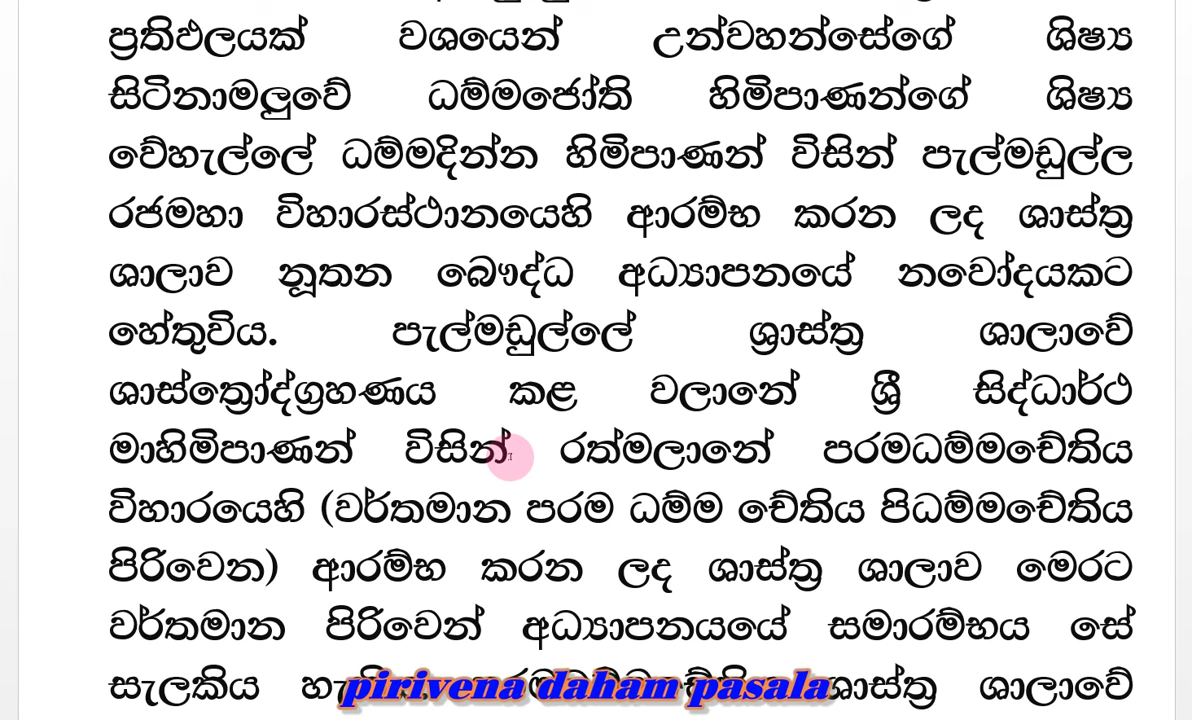 ප්‍රතිඵලයක් වශයෙන් උන්වහන්සේගේ ශිෂ්‍ය
සිටිනාමලුවේ ධම්මජෝති හිමිපාණන්ගේ ශිෂ්‍ය
වේහැල්ලේ ධම්මදින්න හිමිපාණන් විසින් පැල්මඩුල්ල
රජමහා විහාරස්ථානයෙහි ආරම්භ කරන ලද ශාස්ත්‍ර
ශාලාව නූතන බෞද්ධ අධ්‍යාපනයේ නවෝදයකට
හේතුවිය. පැල්මඩුල්ලේ ශ්‍රාස්ත්‍ර ශාලාවේ
ශාස්ත්‍රෝද්ග්‍රහණය කළ වලානේ ශ්‍රී සිද්ධාර්ථ
මාහිමිපාණන් විසින් රත්මලානේ පරමධම්මචේතිය
විහාරයෙහි (වර්තමාන පරම ධම්ම චේතිය පිධම්මචේතිය
පිරිවෙන) ආරම්භ කරන ලද ශාස්ත්‍ර ශාලාව මෙරට
වර්තමාන පිරිවෙන් අධ්‍යාපනයයේ සමාරම්භය සේ
සැලකිය ශාස්ත්‍ර ශාලාවේ
pirivena daham pasala